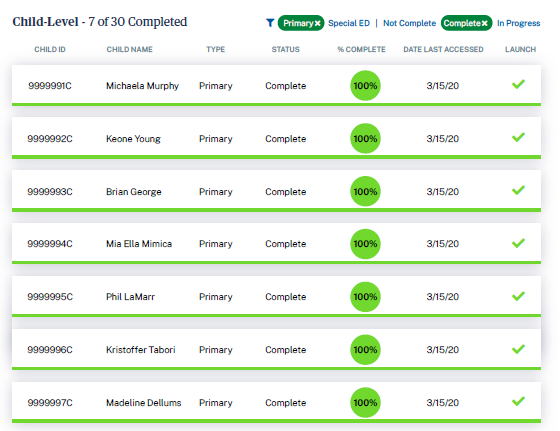 Child-Level - 7 of 30 Completed Primary× Special ED | Not Complete Complete× In Progress
CHILD ID CHILD NAME TYPE STATUS % COMPLETE DATE LAST ACCESSED LAUNCH
9999991C Michaela Murphy Primary Complete 100% 3/15/20 ✓
9999992C Keone Young Primary Complete 100% 3/15/20 ✓
9999993C Brian George Primary Complete 100% 3/15/20 ✓
9999994C Mia Ella Mimica Primary Complete 100% 3/15/20 ✓
9999995C Phil LaMarr Primary Complete 100% 3/15/20 ✓
9999996C Kristoffer Tabori Primary Complete 100% 3/15/20 ✓
9999997C Madeline Dellums Primary Complete 100% 3/15/20 ✓